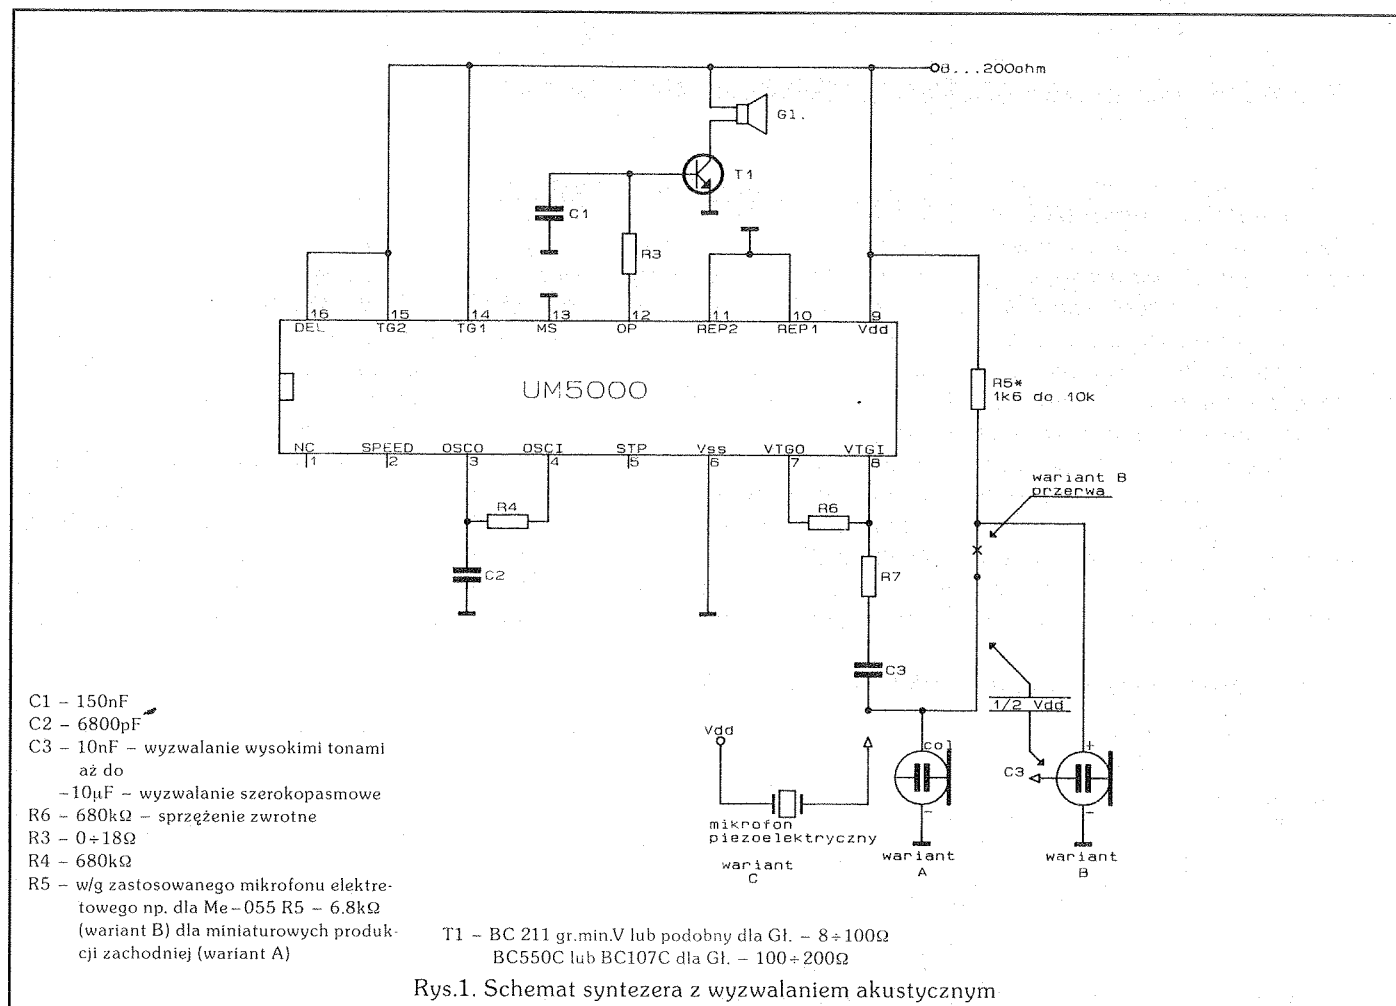 8...200ohm
Gl.
T1
C1
R3
16 15 14 13 12 11 10 9
DEL TG2 TG1 MS OP REP2 REP1 Vdd
UM5000
R5*
1k6 do 10k
NC SPEED OSCO OSCI STP Vss VTGO VTGI
1 2 3 4 5 6 7 8
wariant B
przerwa
R4
R6
C2
R7
C3
1/2 Vdd
Vdd
col
+
C3
-
-
mikrofon
piezoelektryczny
wariant
C
wariant
A
wariant
B
C1 – 150nF
C2 – 6800pF
C3 – 10nF – wyzwalanie wysokimi tonami
aż do
–10µF – wyzwalanie szerokopasmowe
R6 – 680kΩ – sprzężenie zwrotne
R3 – 0÷18Ω
R4 – 680kΩ
R5 – w/g zastosowanego mikrofonu elektre-
towego np. dla Me–055 R5 – 6.8kΩ
(wariant B) dla miniaturowych produk-
cji zachodniej (wariant A)
T1 – BC 211 gr.min.V lub podobny dla Gł. – 8÷100Ω
BC550C lub BC107C dla Gł. – 100÷200Ω
Rys.1. Schemat syntezera z wyzwalaniem akustycznym